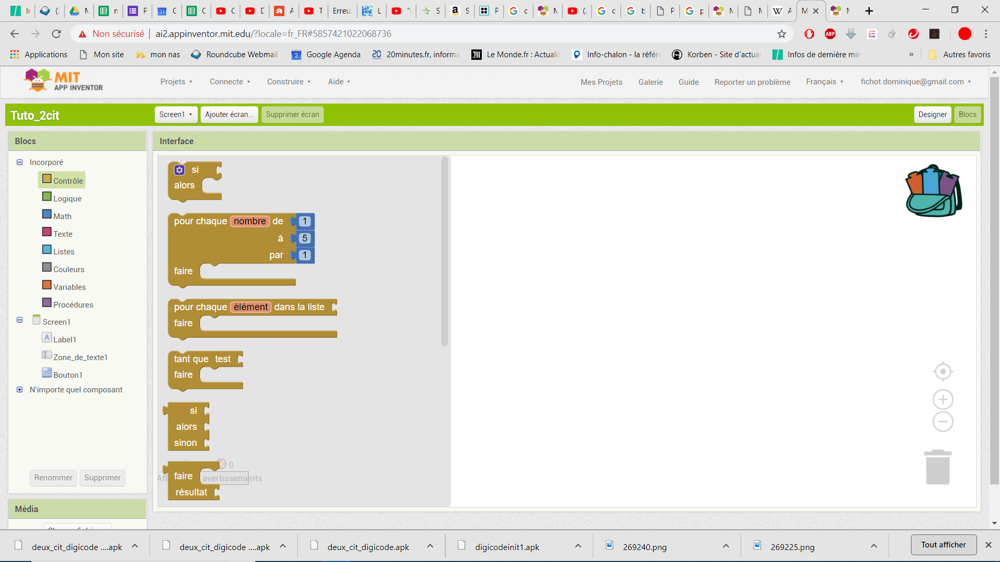 Non sécurisé ai2.appinventor.mit.edu/?locale=fr_FR#5857421022068736
Applications Mon site mon nas Roundcube Webmail Google Agenda 20minutes.fr, informa Le Monde.fr : Actualit Info-chalon - la référe Korben - Site d'actua Infos de dernière min » Autres favoris
MIT
APP INVENTOR
Projets Connecte Construire Aide Mes Projets Galerie Guide Reporter un problème Français fichot.dominique@gmail.com
Tuto_2cit Screen1 Ajouter écran... Supprimer écran Designer Blocs
Blocs Interface
Incorporé
Contrôle
Logique
Math
Texte
Listes
Couleurs
Variables
Procédures
Screen1
Label1
Zone_de_texte1
Bouton1
N'importe quel composant
Renommer Supprimer
Média
si
alors
pour chaque nombre de 1
à 5
par 1
faire
pour chaque élément dans la liste
faire
tant que test
faire
si
alors
sinon
0
faire
avertissements
résultat
deux_cit_digicode ....apk deux_cit_digicode ....apk deux_cit_digicode.apk digicodeinit1.apk 269240.png 269225.png Tout afficher